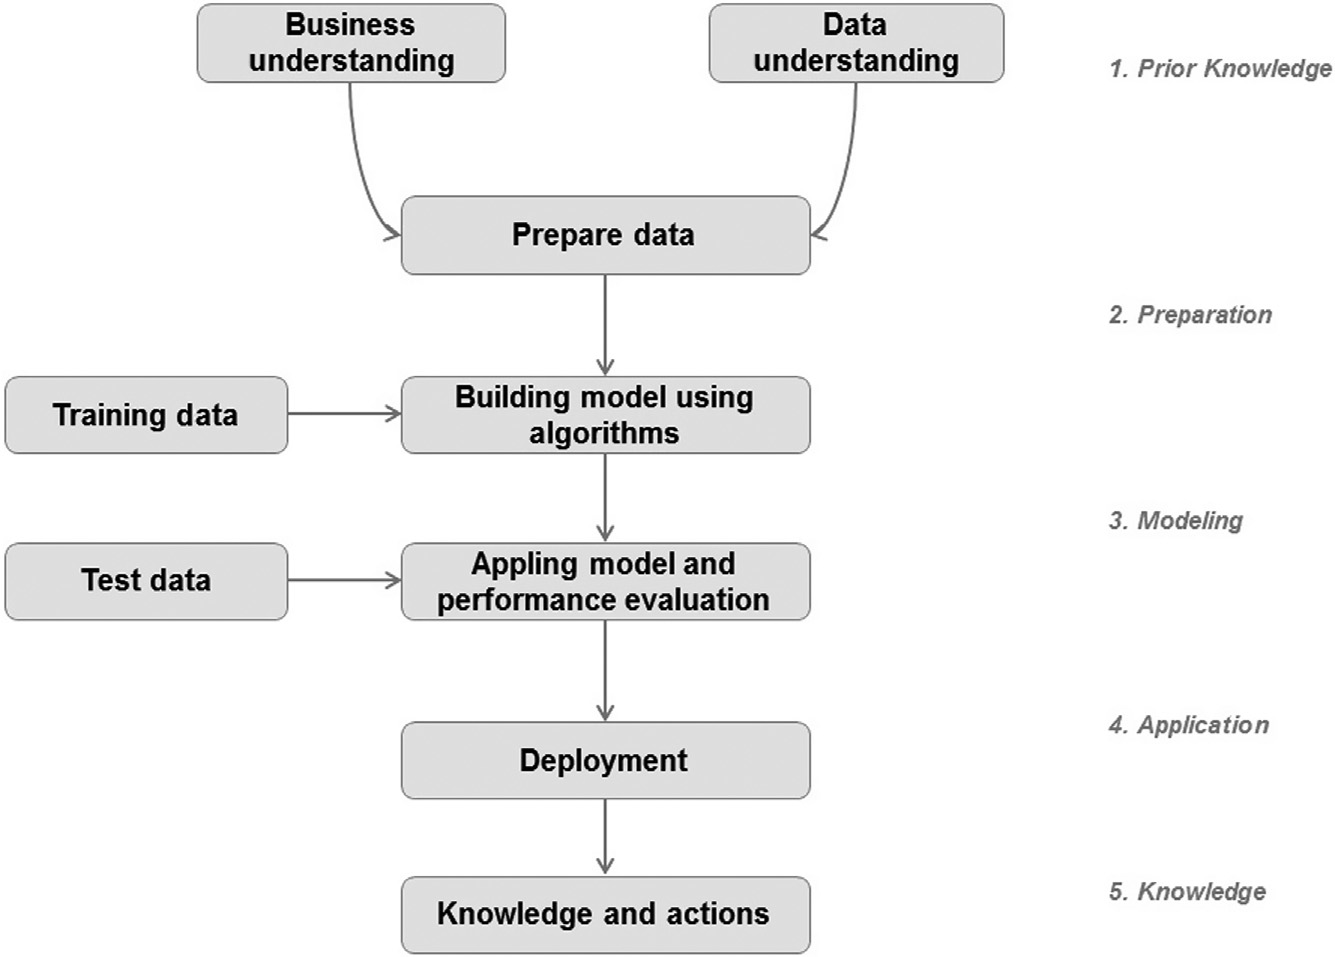 Business
understanding
Data
understanding
1. Prior Knowledge
Prepare data
2. Preparation
Training data
Building model using
algorithms
3. Modeling
Test data
Appling model and
performance evaluation
4. Application
Deployment
5. Knowledge
Knowledge and actions